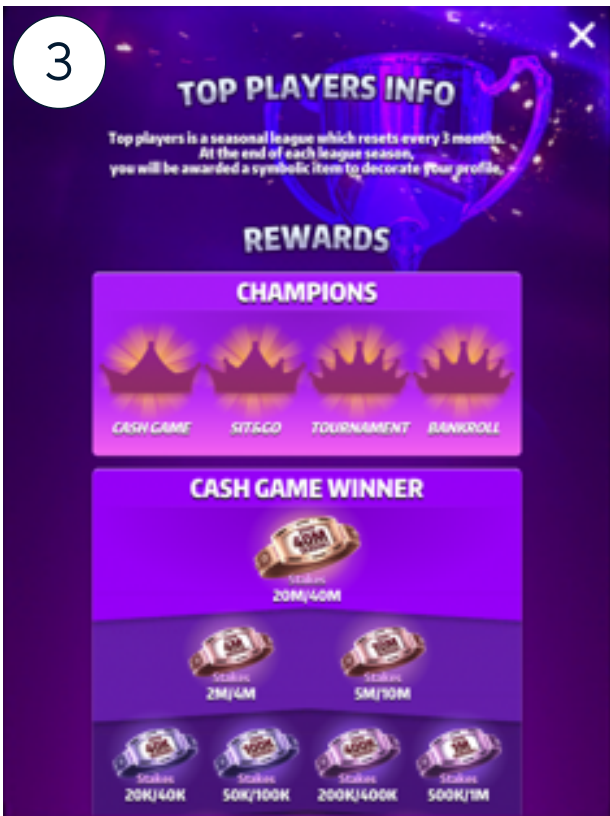 3
TOP PLAYERS INFO
Top players is a seasonal league which resets every 3 months.
At the end of each league season,
you will be awarded a symbolic item to decorate your profile.
REWARDS
CHAMPIONS
CASH GAME SIT&GO TOURNAMENT BANKROLL
CASH GAME WINNER
40M
Stakes
20M/40M
4M 10M
Stakes Stakes
2M/4M 5M/10M
40K 100K 400K 1M
Stakes Stakes Stakes Stakes
20K/40K 50K/100K 200K/400K 500K/1M